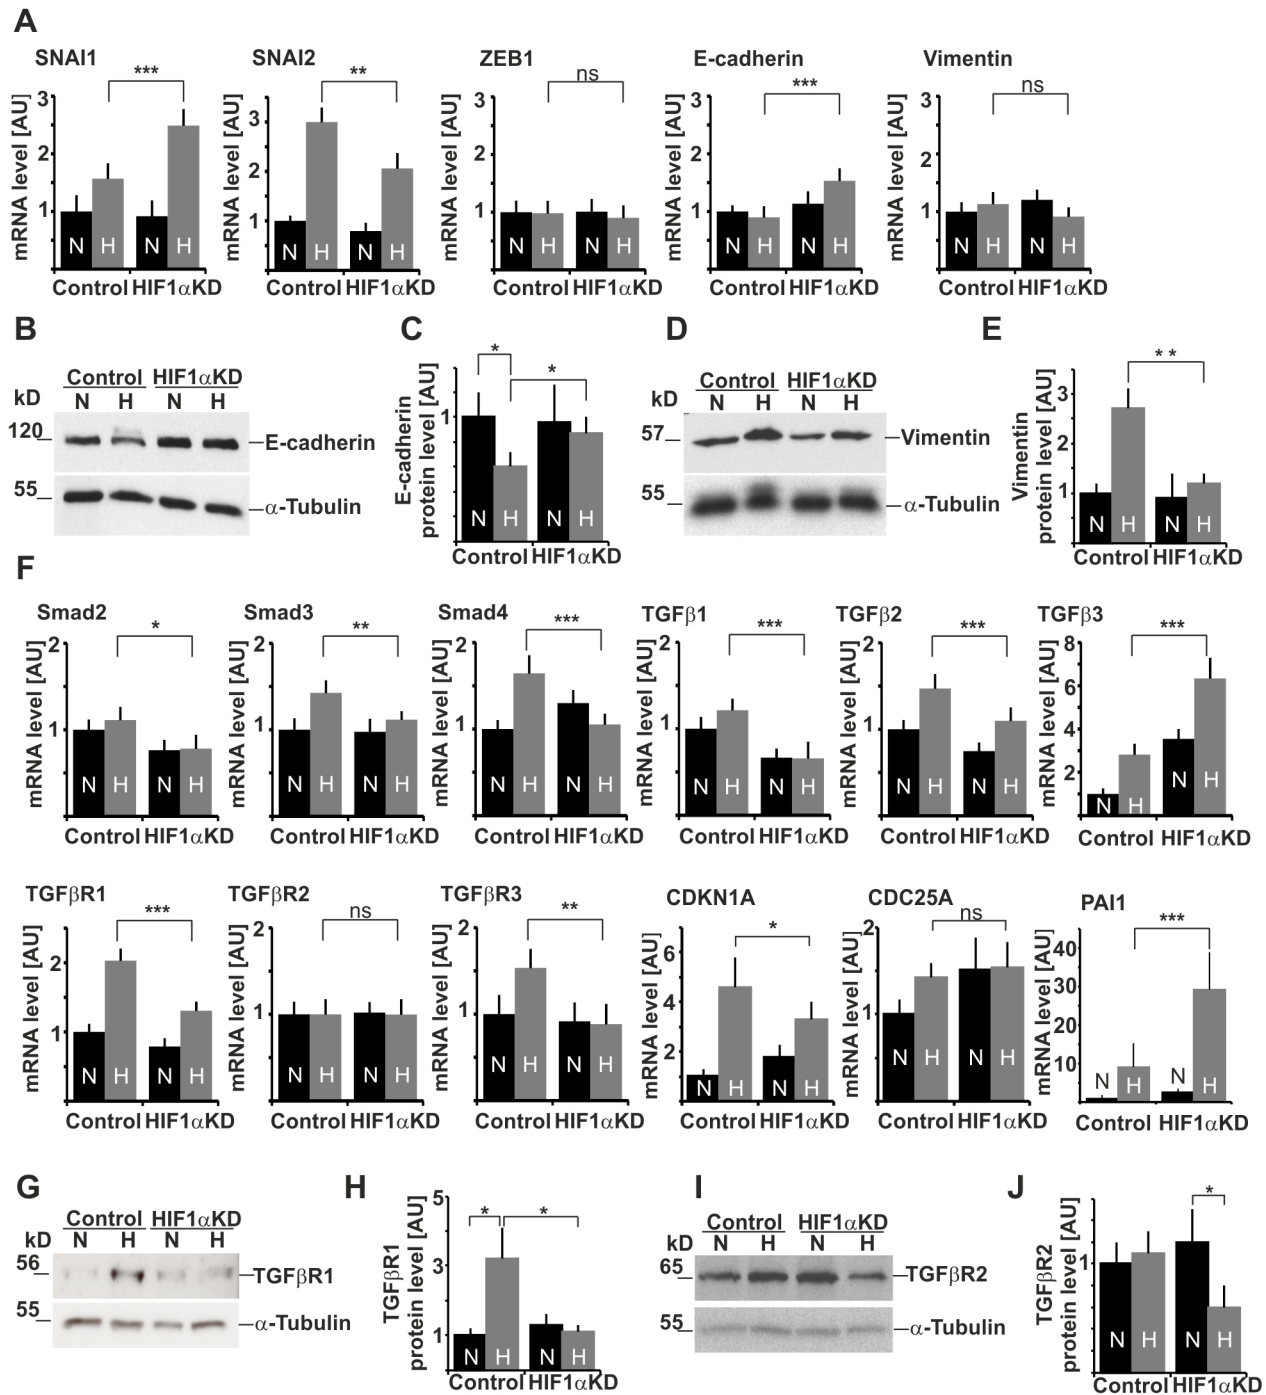 A
SNAI1 SNAI2 ZEB1 E-cadherin Vimentin
*** ** ns *** ns
mRNA level [AU] 3 2 1 N H N H Control HIF1αKD
mRNA level [AU] 3 2 1 N H N H Control HIF1αKD
mRNA level [AU] 3 2 1 N H N H Control HIF1αKD
mRNA level [AU] 3 2 1 N H N H Control HIF1αKD
mRNA level [AU] 3 2 1 N H N H Control HIF1αKD
B
Control HIF1αKD
kD N H N H
120 E-cadherin
55 α-Tubulin
C
* *
E-cadherin
protein level [AU]
1
N H N H
Control HIF1αKD
D
Control HIF1αKD
kD N H N H
57 Vimentin
55 α-Tubulin
E
* *
Vimentin
protein level [AU]
3
2
1
N H N H
Control HIF1αKD
F
Smad2 Smad3 Smad4 TGFβ1 TGFβ2 TGFβ3
* ** *** *** *** ***
mRNA level [AU] 2 1 N H N H Control HIF1αKD
mRNA level [AU] 2 1 N H N H Control HIF1αKD
mRNA level [AU] 2 1 N H N H Control HIF1αKD
mRNA level [AU] 2 1 N H N H Control HIF1αKD
mRNA level [AU] 2 1 N H N H Control HIF1αKD
mRNA level [AU] 8 6 4 2 N H N H Control HIF1αKD
TGFβR1 TGFβR2 TGFβR3 CDKN1A CDC25A PAI1
*** ns ** * ns ***
mRNA level [AU] 2 1 N H N H Control HIF1αKD
mRNA level [AU] 2 1 N H N H Control HIF1αKD
mRNA level [AU] 2 1 N H N H Control HIF1αKD
mRNA level [AU] 6 4 2 N H N H Control HIF1αKD
mRNA level [AU] 2 1 N H N H Control HIF1αKD
mRNA level [AU] 40 30 20 10 N H N H Control HIF1αKD
G
Control HIF1αKD
kD N H N H
56 TGFβR1
55 α-Tubulin
H
* *
TGFβR1
protein level [AU]
5
3
1
N H N H
Control HIF1αKD
I
Control HIF1αKD
kD N H N H
65 TGFβR2
55 α-Tubulin
J
*
TGFβR2
protein level [AU]
1
N H N H
Control HIF1αKD